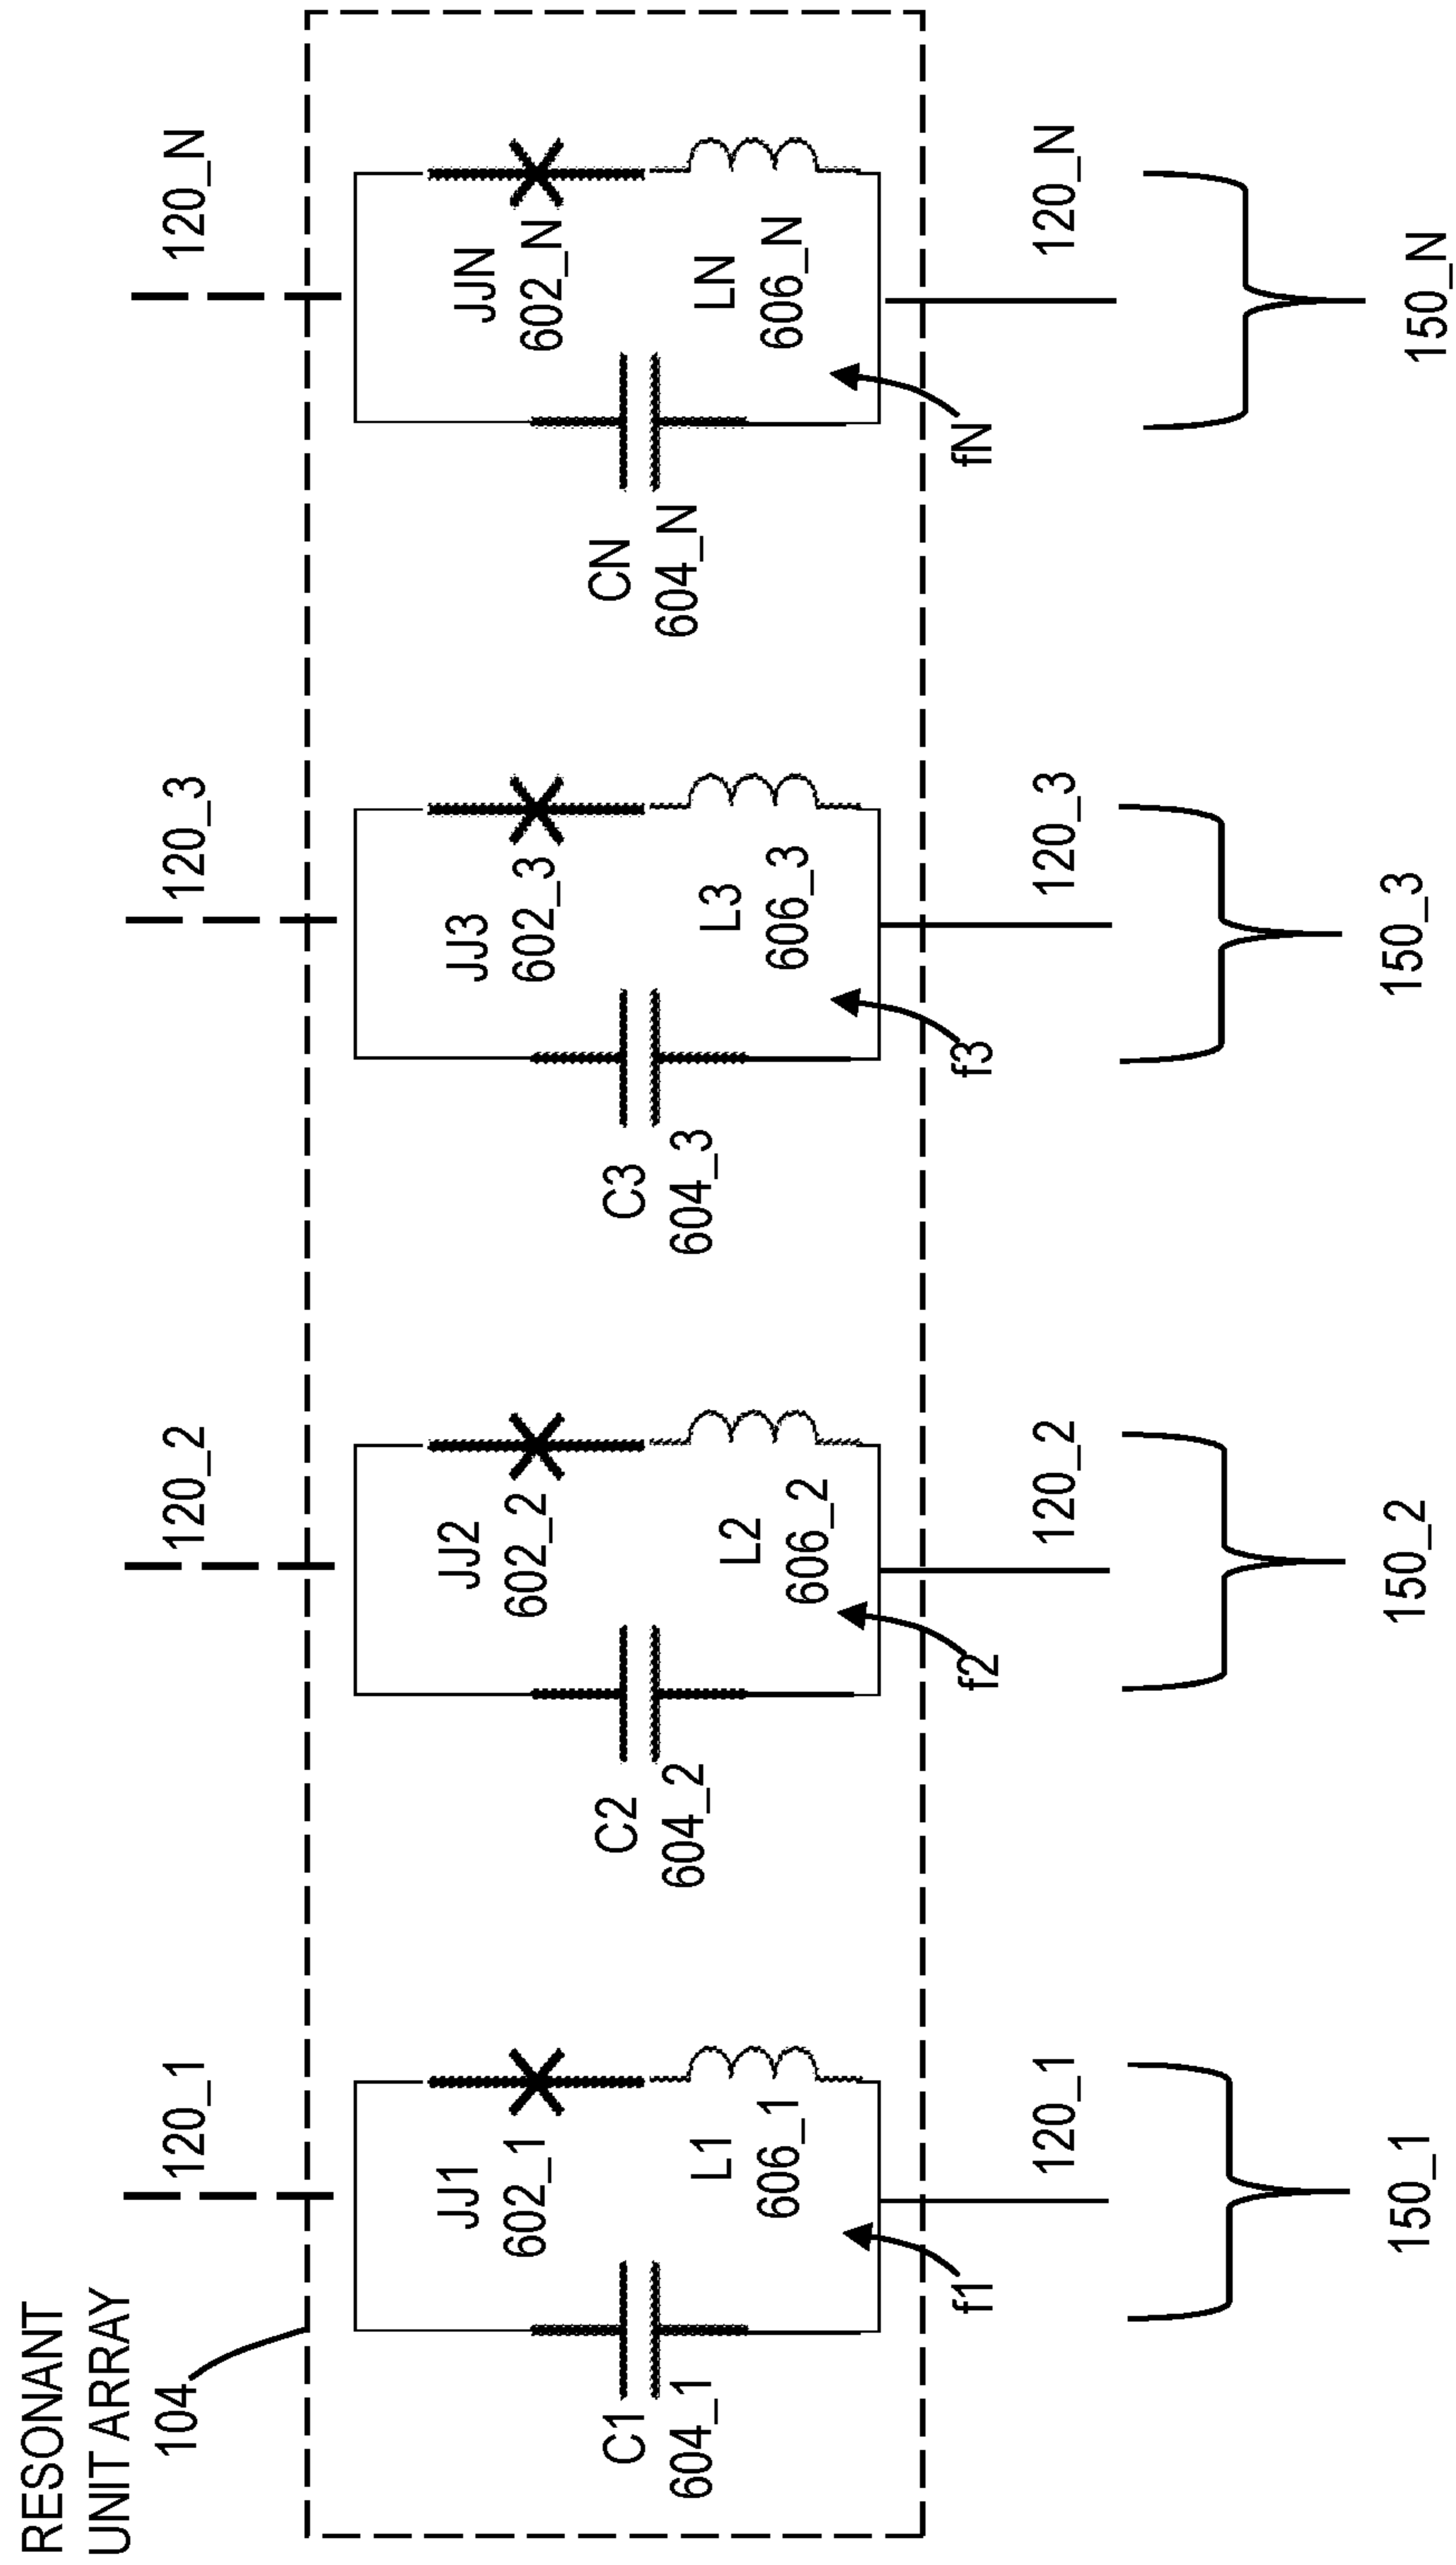 RESONANT
UNIT ARRAY
104
120_1
120_2
120_3
120_N
JJ1
602_1
C1
604_1
L1
606_1
f1
JJ2
602_2
C2
604_2
L2
606_2
f2
JJ3
602_3
C3
604_3
L3
606_3
f3
JJN
602_N
CN
604_N
LN
606_N
fN
120_1
120_2
120_3
120_N
150_1
150_2
150_3
150_N